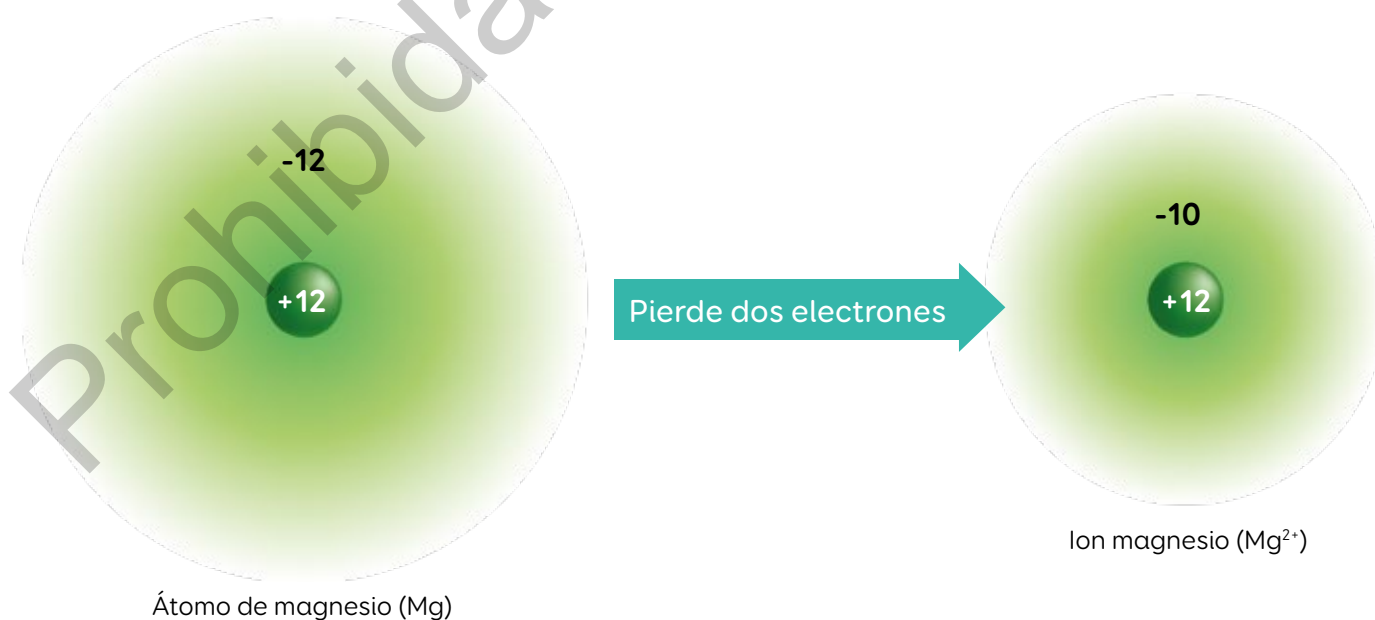 Prohibida
-12
+12
Pierde dos electrones
-10
+12
Ion magnesio (Mg²⁺)
Átomo de magnesio (Mg)